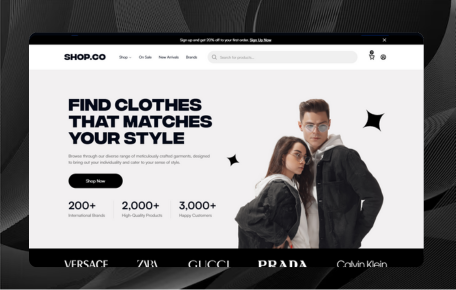 Sign up and get 20% off to your first order. Sign Up Now
SHOP.CO
Shop
On Sale
New Arrivals
Brands
Search for products...
FIND CLOTHES
THAT MATCHES
YOUR STYLE
Browse through our diverse range of meticulously crafted garments, designed
to bring out your individuality and cater to your sense of style.
Shop Now
200+
International Brands
2,000+
High-Quality Products
3,000+
Happy Customers
VERSACE
ZARA
GUCCI
PRADA
Calvin Klein